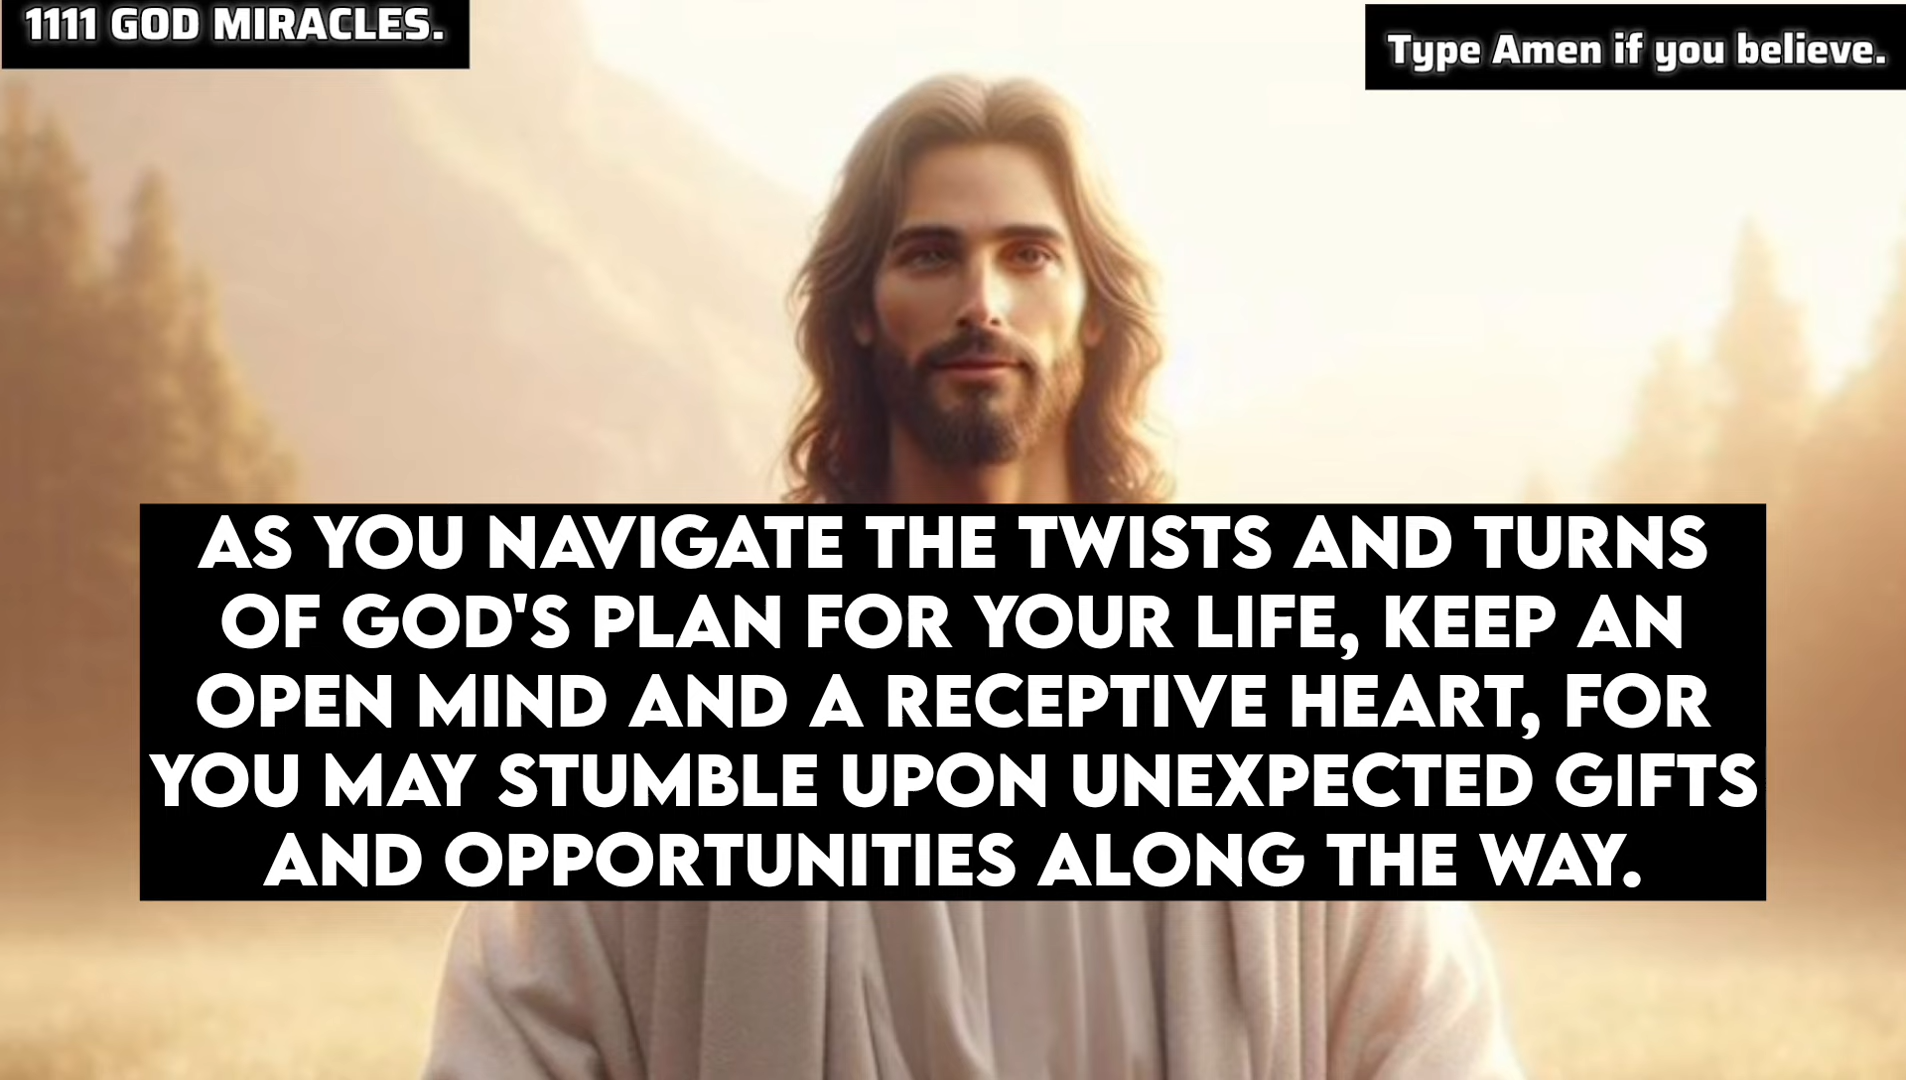 1111 GOD MIRACLES.
Type Amen if you believe.
AS YOU NAVIGATE THE TWISTS AND TURNS
OF GOD'S PLAN FOR YOUR LIFE, KEEP AN
OPEN MIND AND A RECEPTIVE HEART, FOR
YOU MAY STUMBLE UPON UNEXPECTED GIFTS
AND OPPORTUNITIES ALONG THE WAY.